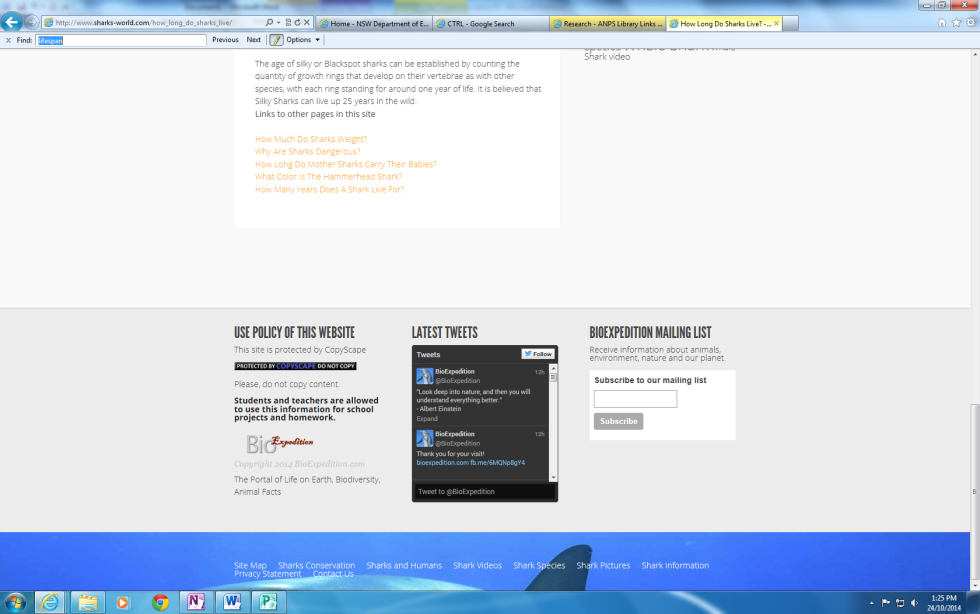 http://www.sharks-world.com/how_long_do_sharks_live/
Home - NSW Department of E...
CTRL - Google Search
Research - ANPS Library Links ...
How Long Do Sharks Live? - ...
Find: lifespan
Previous Next Options
Shark video
The age of silky or Blackspot sharks can be established by counting the
quantity of growth rings that develop on their vertebrae as with other
species, with each ring standing for around one year of life. It is believed that
Silky Sharks can live up 25 years in the wild.
Links to other pages in this site
How Much Do Sharks Weight?
Why Are Sharks Dangerous?
How Long Do Mother Sharks Carry Their Babies?
What Color Is The Hammerhead Shark?
How Many Years Does A Shark Live For?
USE POLICY OF THIS WEBSITE
This site is protected by CopyScape
PROTECTED BY COPYSCAPE DO NOT COPY
Please, do not copy content.
Students and teachers are allowed
to use this information for school
projects and homework.
BioExpedition
Copyright 2014 BioExpedition.com
The Portal of Life on Earth, Biodiversity,
Animal Facts
LATEST TWEETS
Tweets Follow
BioExpedition 12h
@BioExpedition
"Look deep into nature, and then you will
understand everything better."
- Albert Einstein
Expand
BioExpedition 12h
@BioExpedition
Thank you for your visit!
bioexpedition.com fb.me/6MQNp8gY4
Tweet to @BioExpedition
BIOEXPEDITION MAILING LIST
Receive information about animals,
environment, nature and our planet.
Subscribe to our mailing list
Subscribe
Site Map Sharks Conservation Sharks and Humans Shark Videos Shark Species Shark Pictures Shark Information
Privacy Statement Contact Us
1:25 PM
24/10/2014